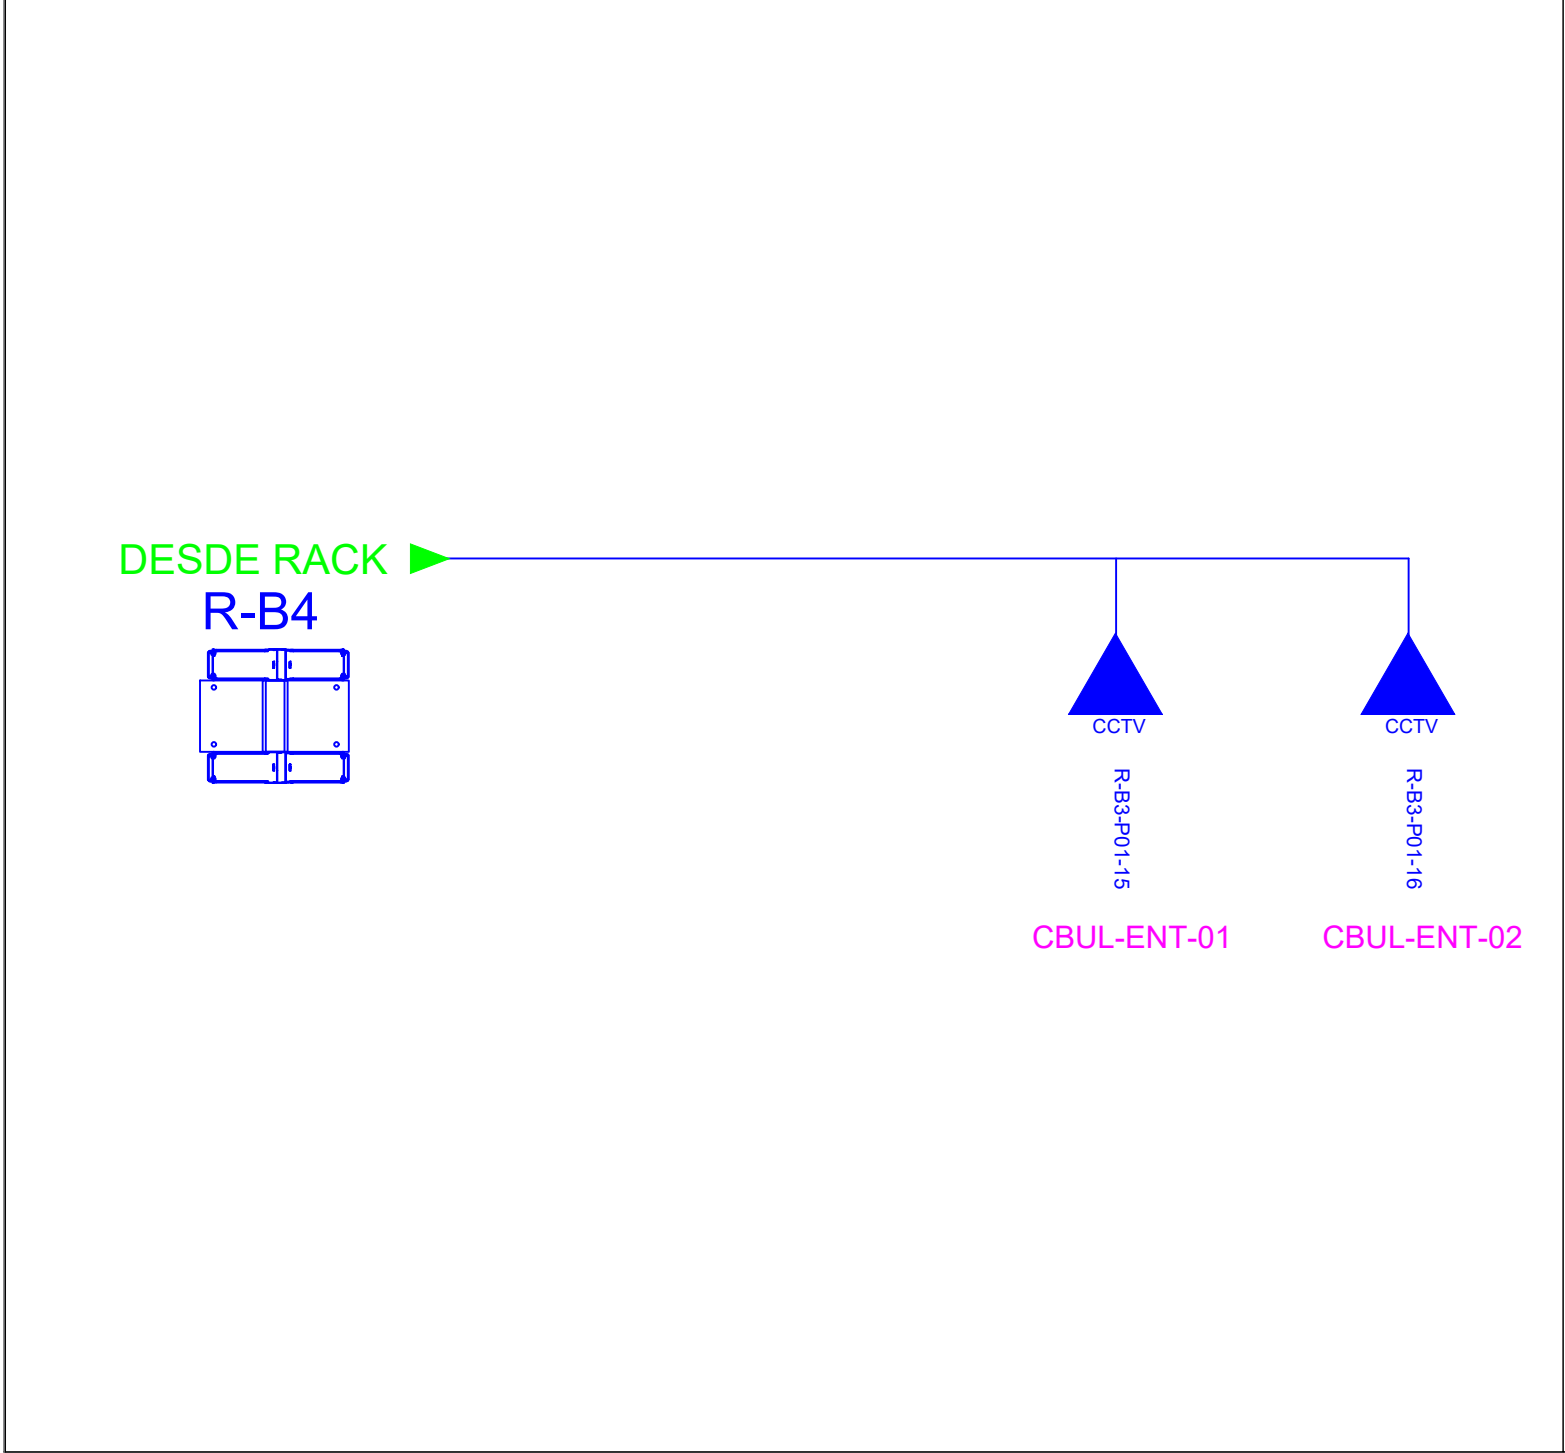 DESDE RACK
R-B4
CCTV
CCTV
R-B3-P01-15
R-B3-P01-16
CBUL-ENT-01
CBUL-ENT-02